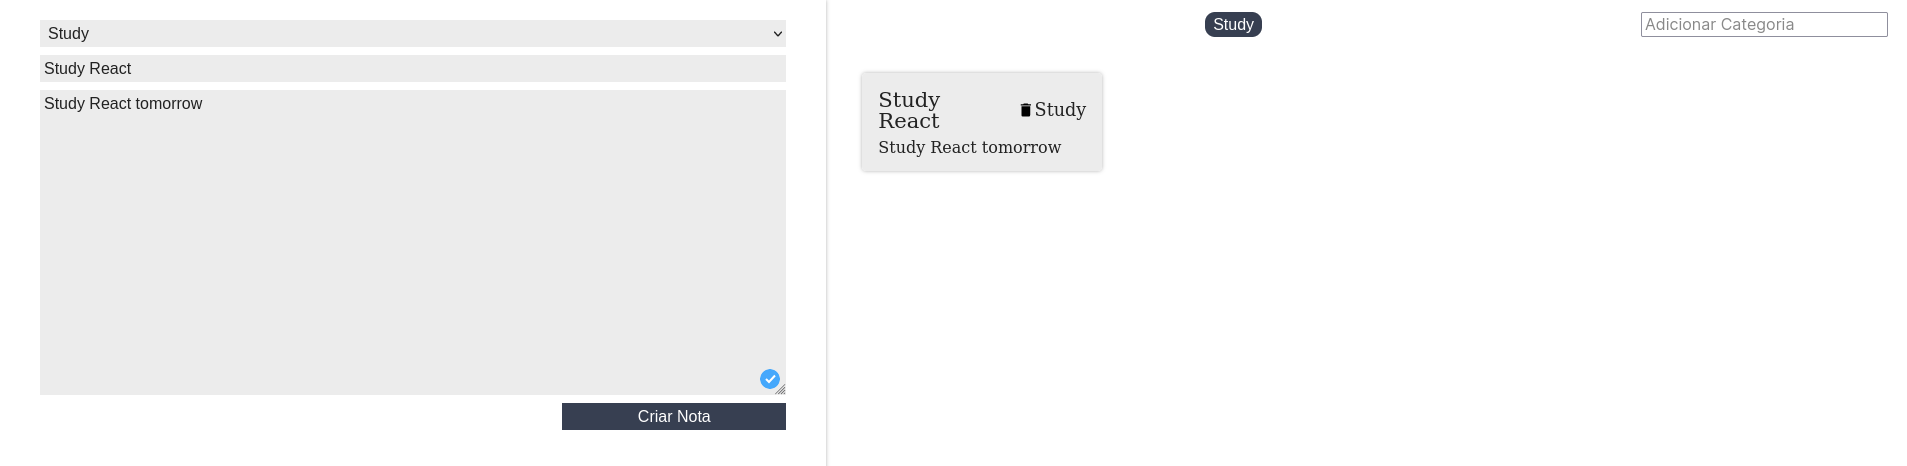 Study
Study React
Study React tomorrow
Criar Nota
Study
Adicionar Categoria
Study
React
Study
Study React tomorrow